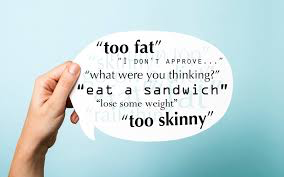 “too fat”
“I DON'T APPROVE...”
“what were you thinking?”
“eat a sandwich”
“lose some weight”
“too skinny”